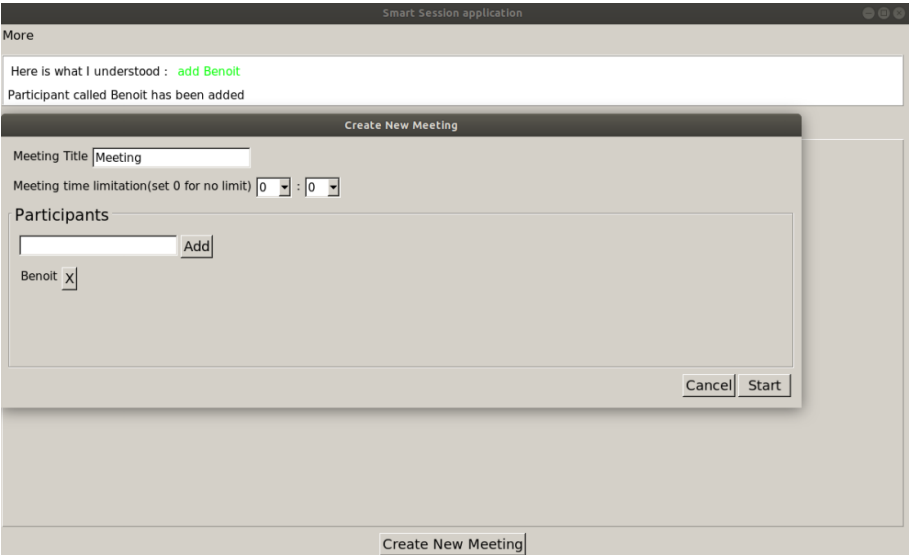 Smart Session application
More
Here is what I understood : add Benoit
Participant called Benoit has been added
Create New Meeting
Meeting Title Meeting
Meeting time limitation(set 0 for no limit) 0 : 0
Participants
Add
Benoit X
Cancel Start
Create New Meeting